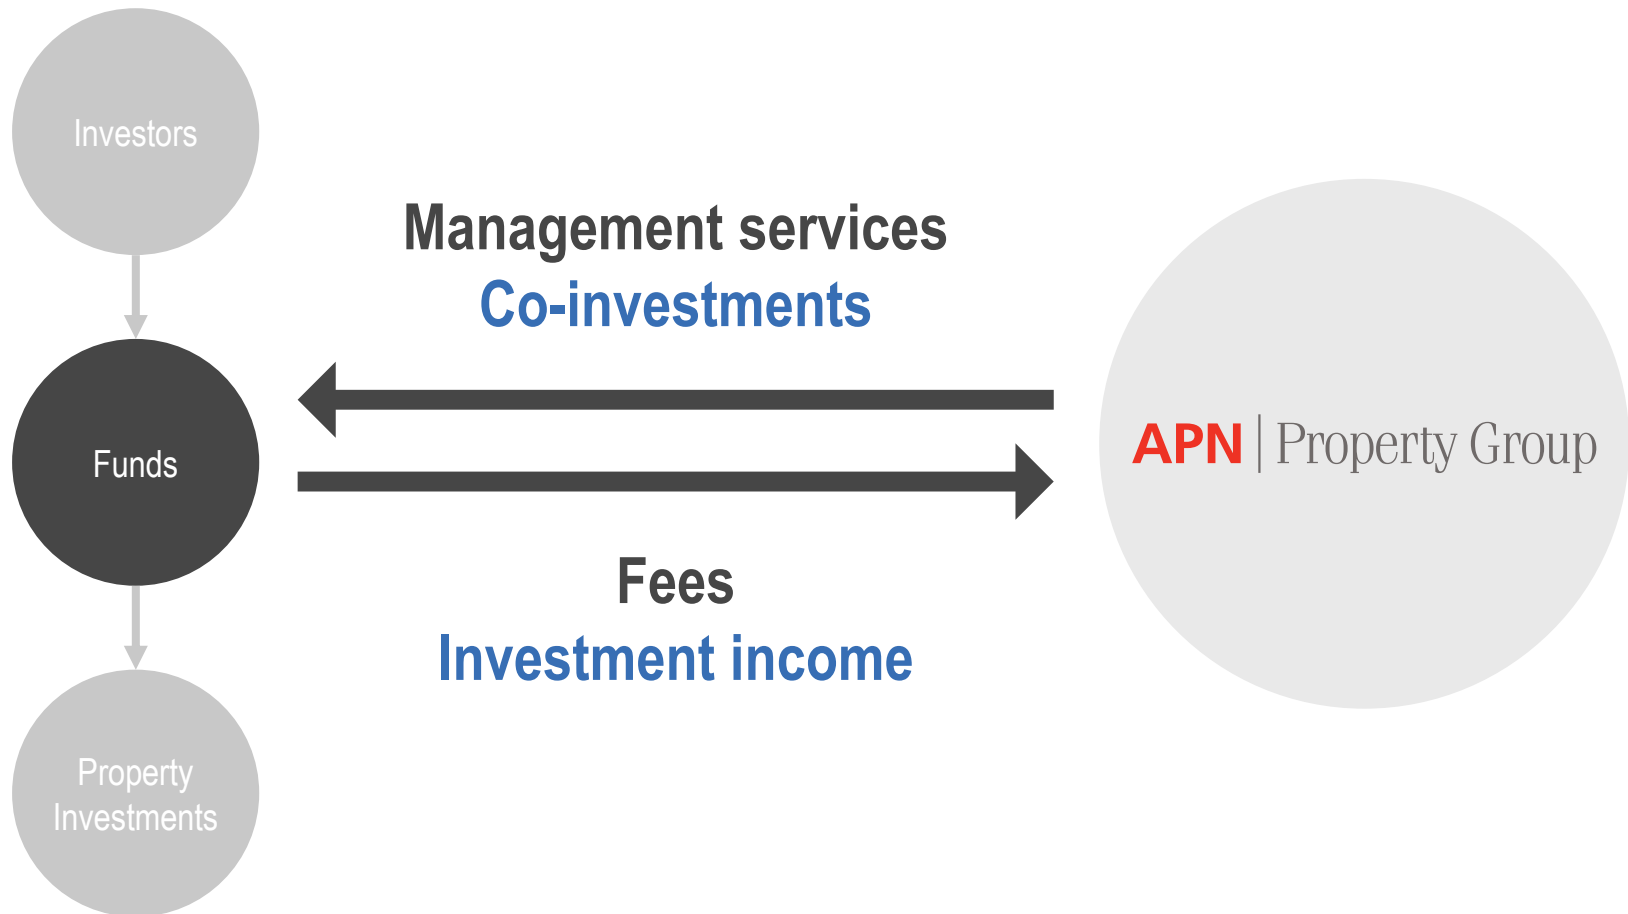 Investors
Management services
Co-investments
Funds
APN | Property Group
Fees
Investment income
Property
Investments